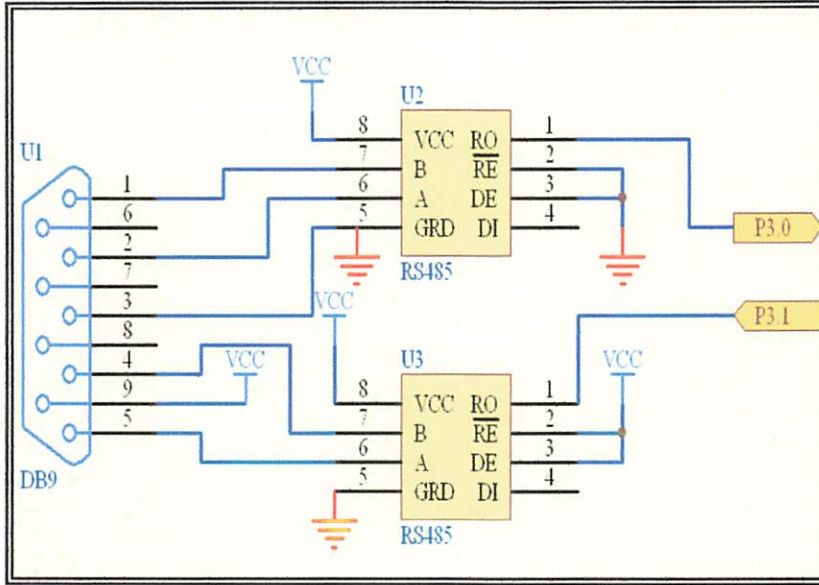 VCC
U2
8 VCC RO 1
7 B RE 2
6 A DE 3
5 GRD DI 4
RS485
U1
1
6
2
7
3
8
4
9
5
DB9
P3.0
VCC
P3.1
VCC
U3
VCC
8 VCC RO 1
7 B RE 2
6 A DE 3
5 GRD DI 4
RS485